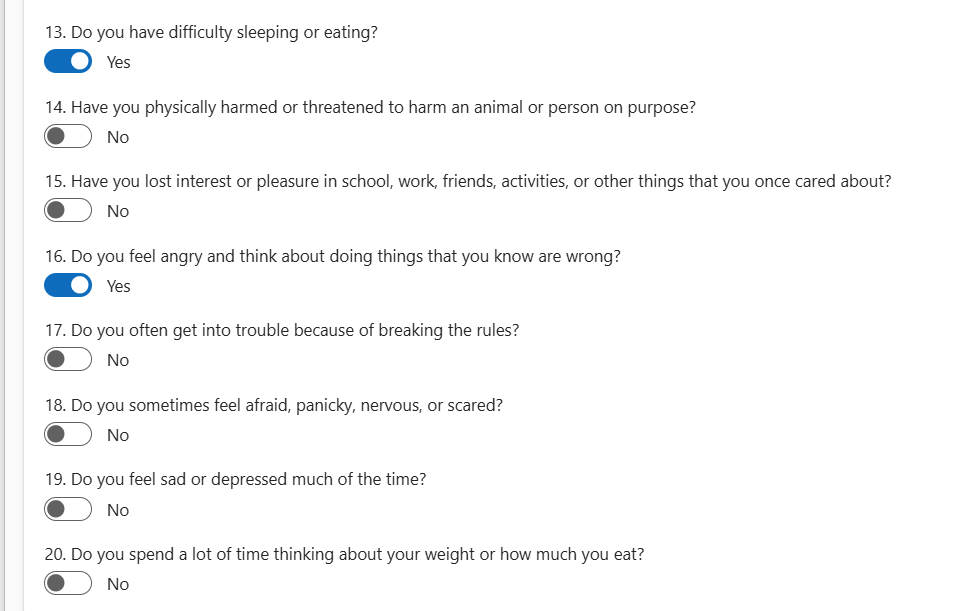 13. Do you have difficulty sleeping or eating?
Yes
14. Have you physically harmed or threatened to harm an animal or person on purpose?
No
15. Have you lost interest or pleasure in school, work, friends, activities, or other things that you once cared about?
No
16. Do you feel angry and think about doing things that you know are wrong?
Yes
17. Do you often get into trouble because of breaking the rules?
No
18. Do you sometimes feel afraid, panicky, nervous, or scared?
No
19. Do you feel sad or depressed much of the time?
No
20. Do you spend a lot of time thinking about your weight or how much you eat?
No